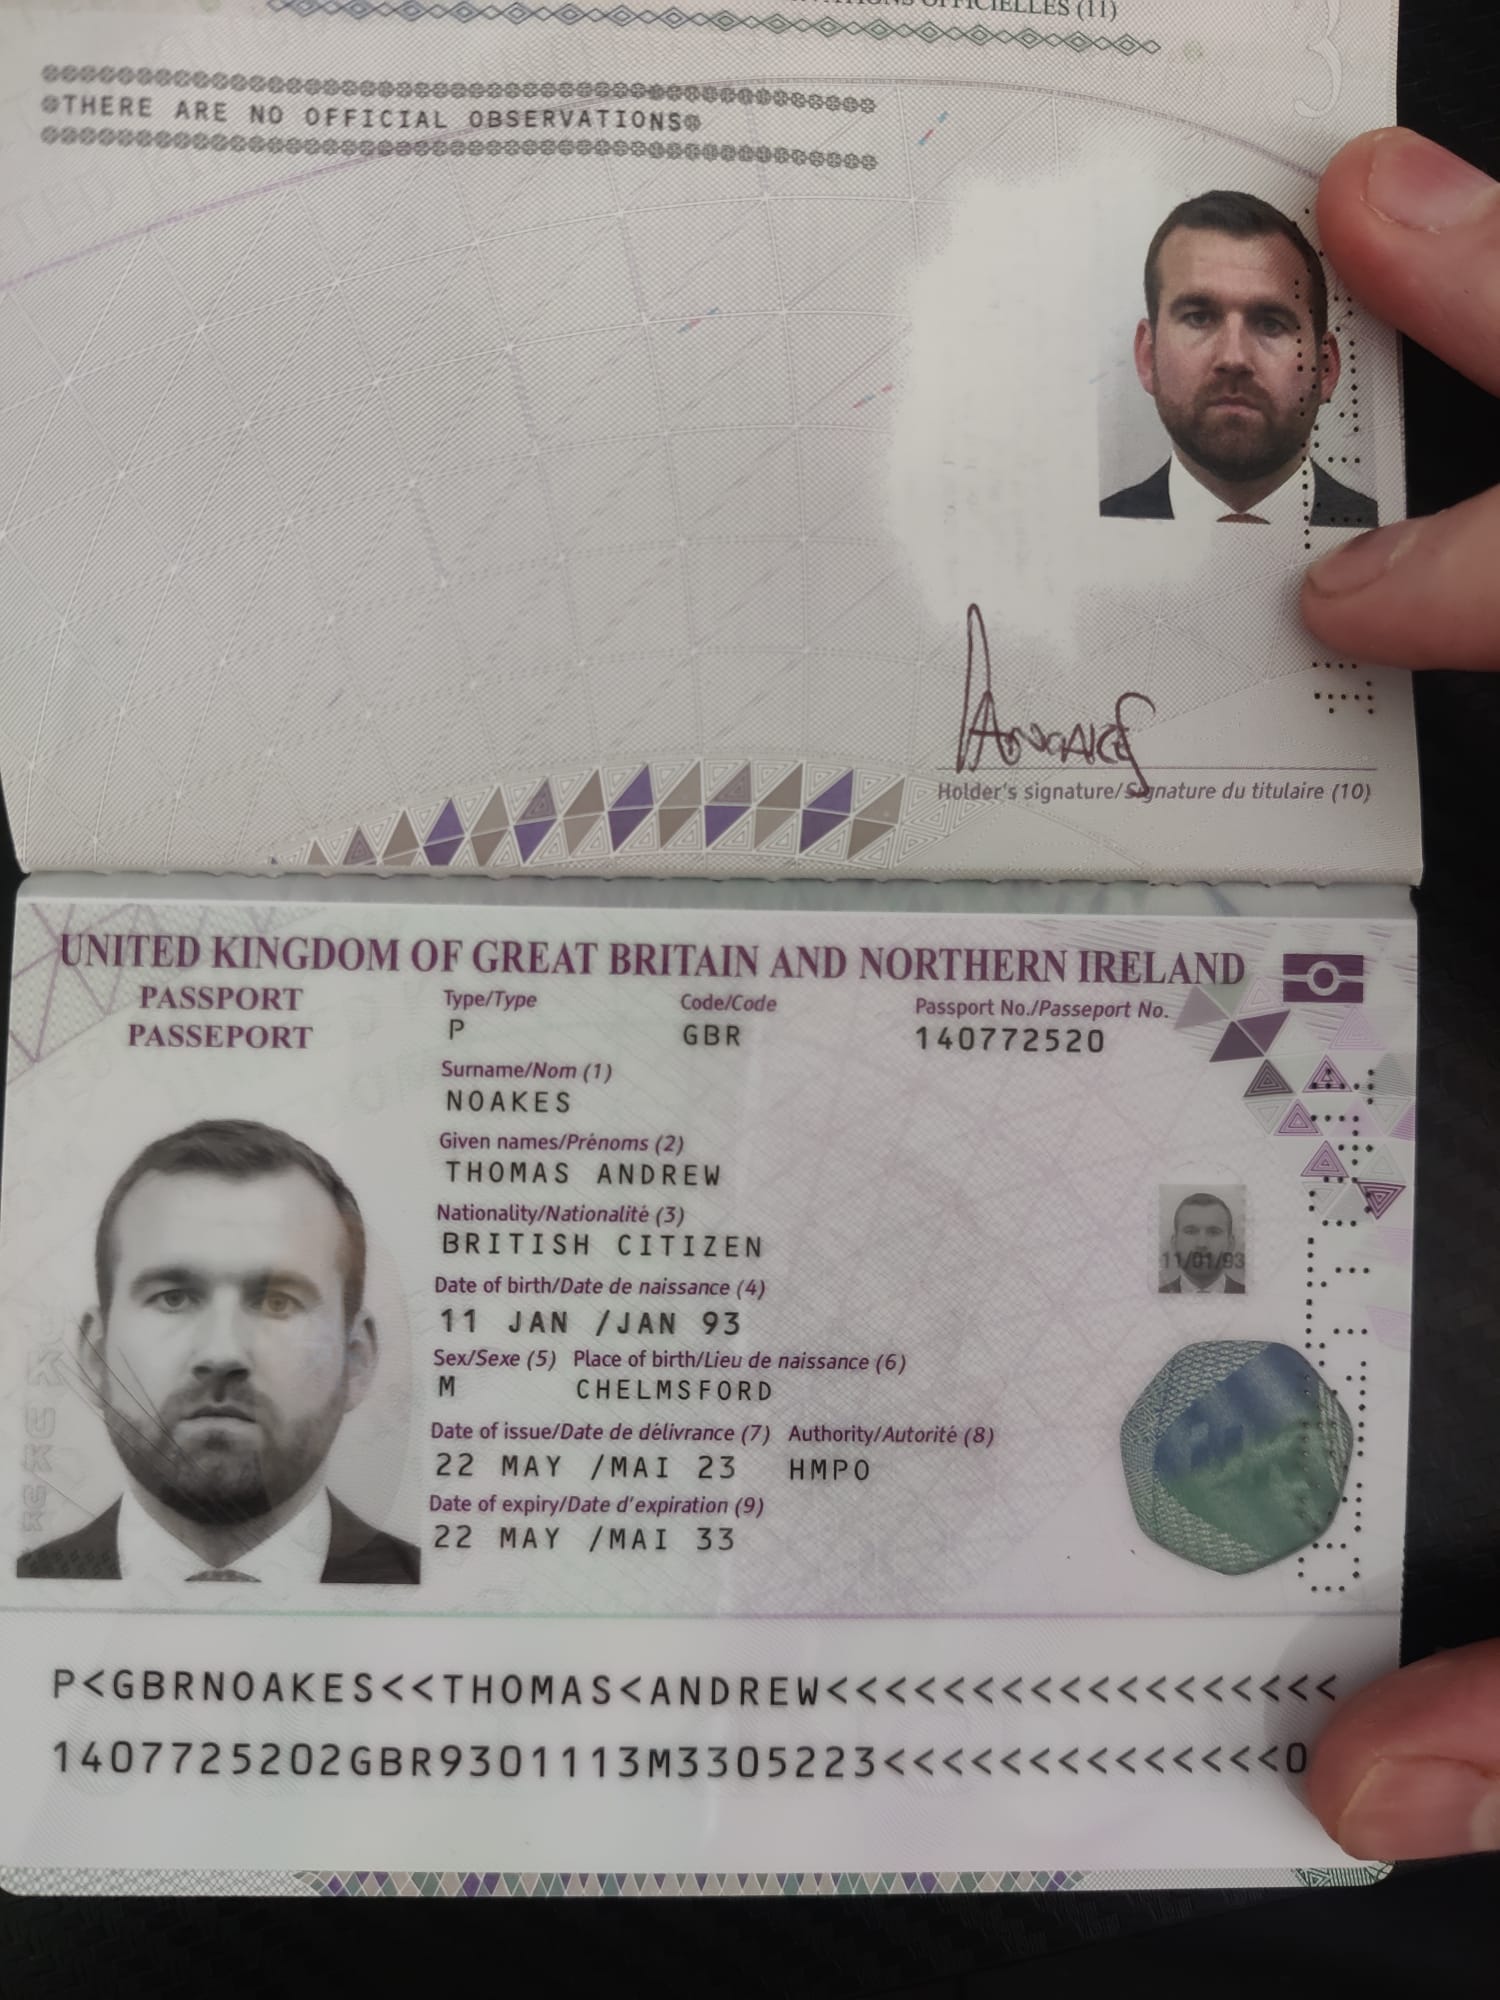 OFFICIELLES (11)
THERE ARE NO OFFICIAL OBSERVATIONS
Holder's signature/Signature du titulaire (10)
UNITED KINGDOM OF GREAT BRITAIN AND NORTHERN IRELAND
PASSPORT
PASSEPORT
Type/Type Code/Code Passport No./Passeport No.
P GBR 140772520
Surname/Nom (1)
NOAKES
Given names/Prénoms (2)
THOMAS ANDREW
Nationality/Nationalité (3)
BRITISH CITIZEN
Date of birth/Date de naissance (4)
11 JAN /JAN 93
11/01/93
Sex/Sexe (5) Place of birth/Lieu de naissance (6)
M CHELMSFORD
Date of issue/Date de délivrance (7) Authority/Autorité (8)
22 MAY /MAI 23 HMPO
Date of expiry/Date d'expiration (9)
22 MAY /MAI 33
P<GBRNOAKES<<THOMAS<ANDREW<<<<<<<<<<<<<<<<<<
1407725202GBR9301113M3305223<<<<<<<<<<<<<<0